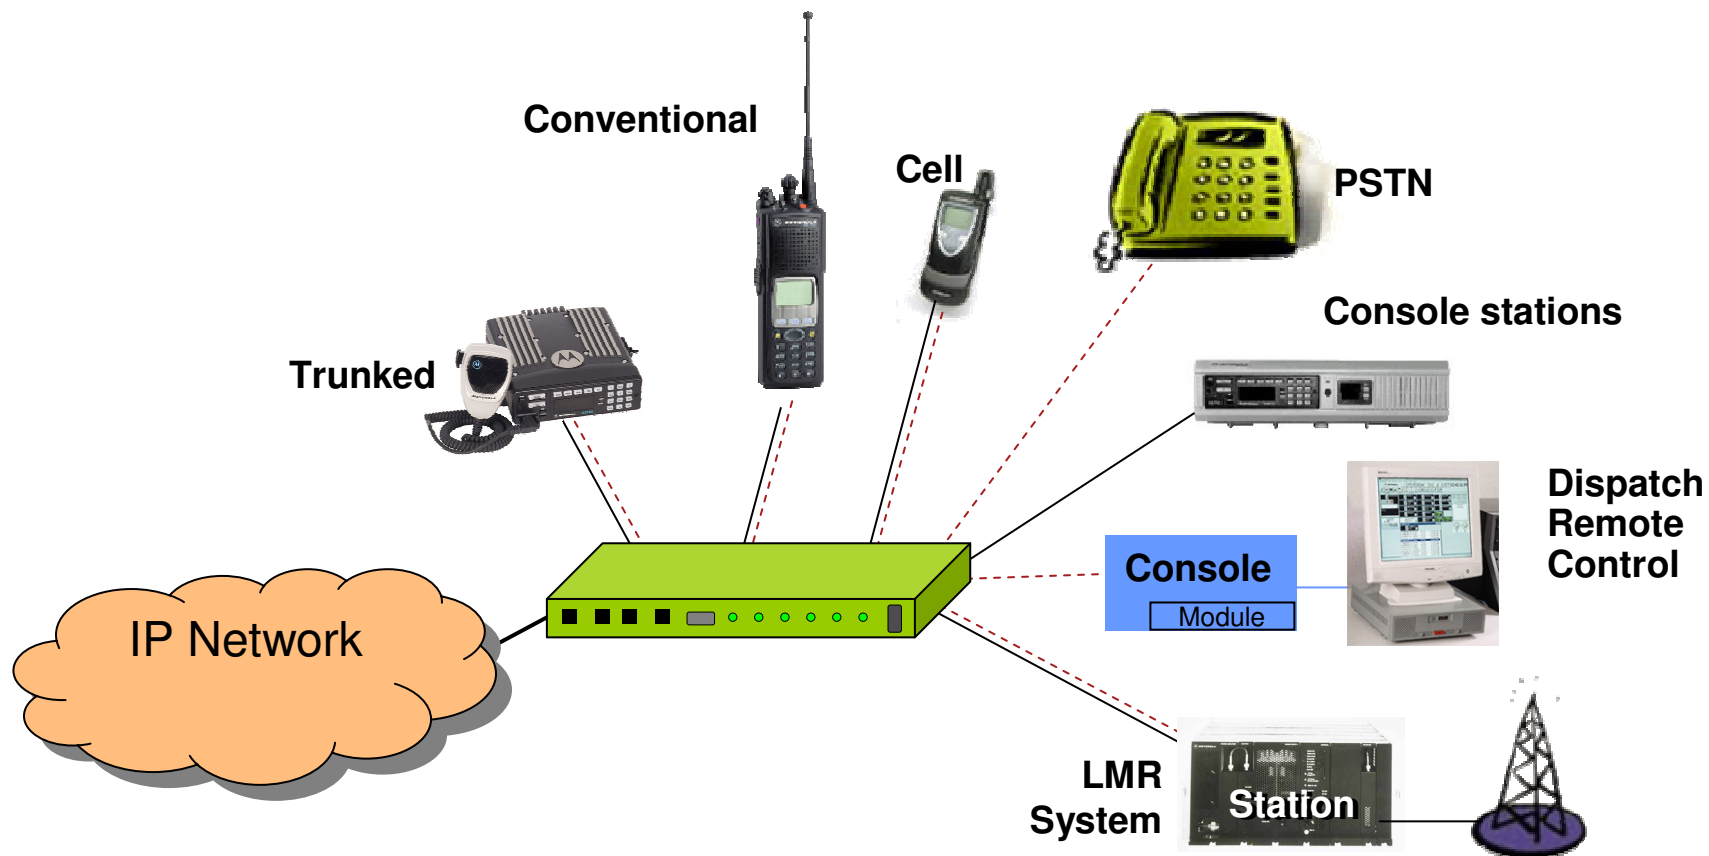 Conventional
Cell
PSTN
Console stations
Trunked
Dispatch
Remote
Control
Console
Module
IP Network
LMR
System
Station